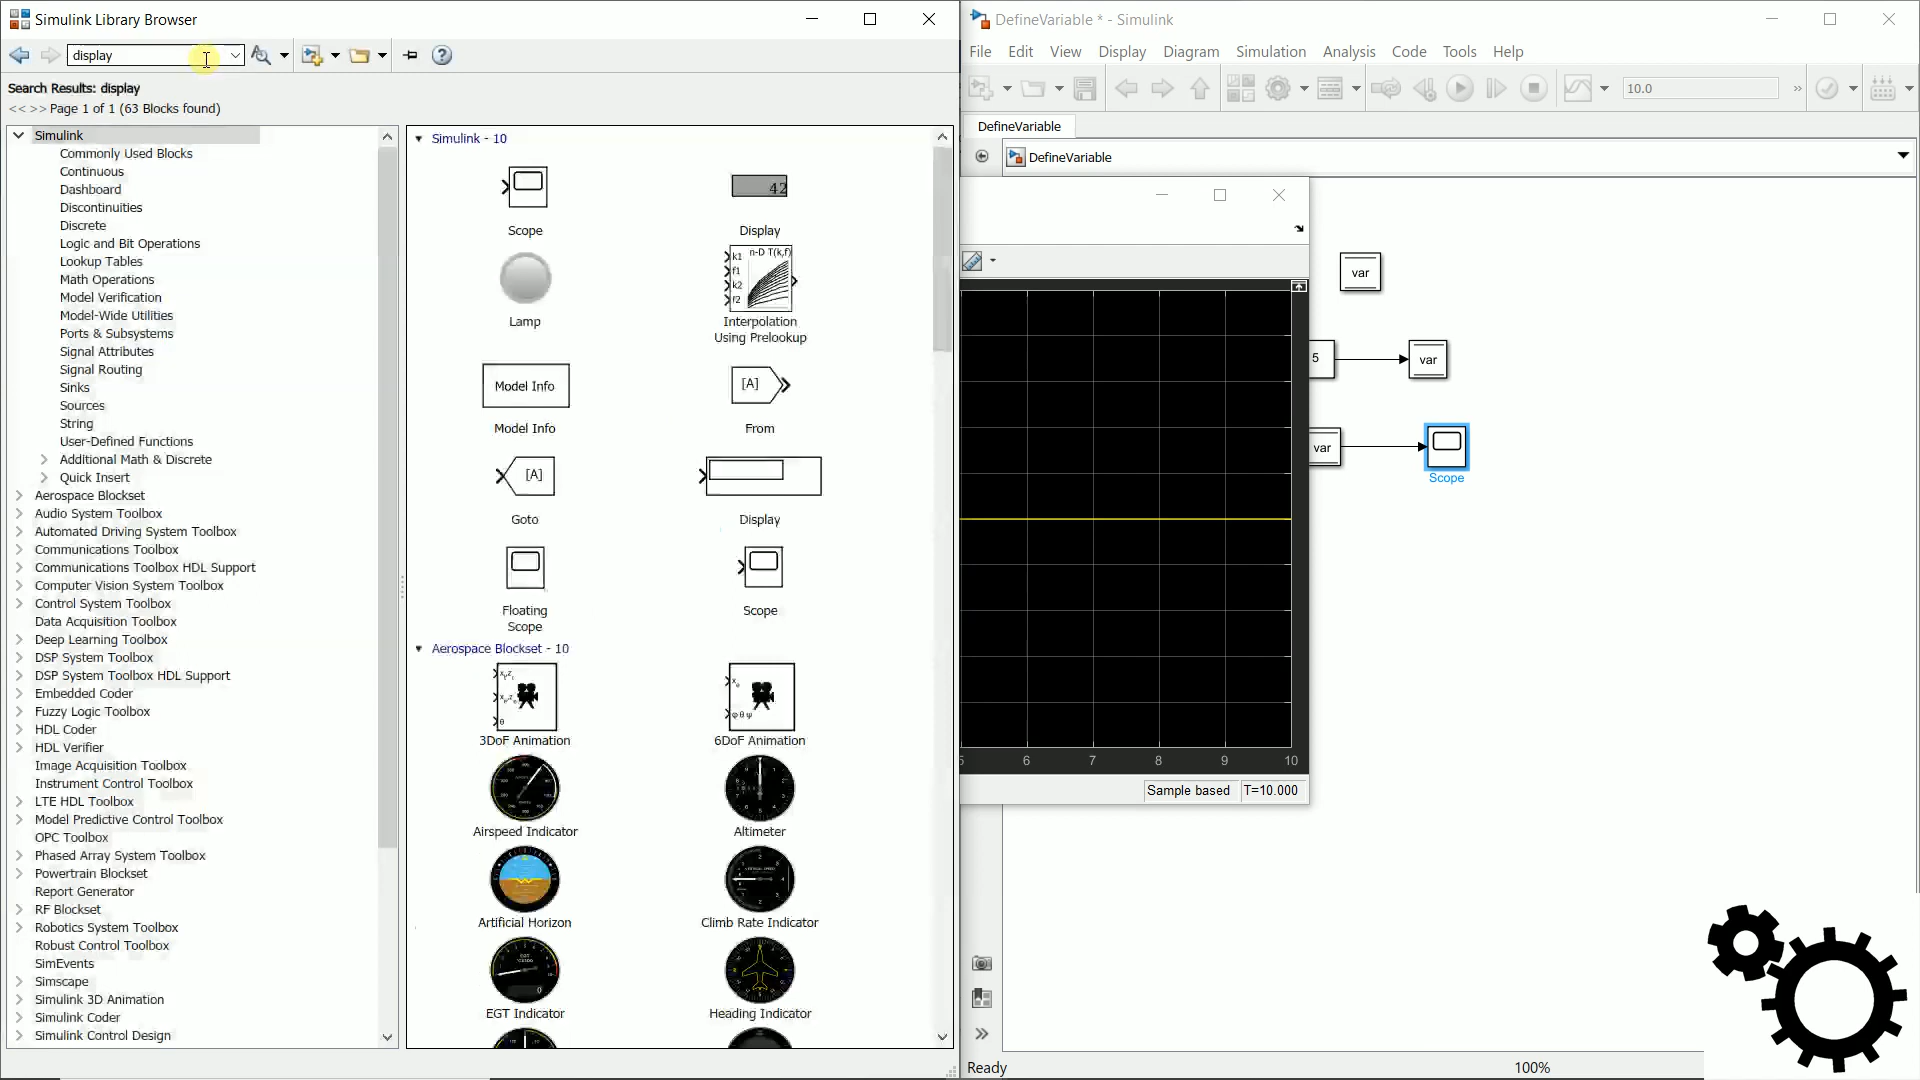 Simulink Library Browser
display
Search Results: display
<< >> Page 1 of 1 (63 Blocks found)
Simulink
Commonly Used Blocks
Continuous
Dashboard
Discontinuities
Discrete
Logic and Bit Operations
Lookup Tables
Math Operations
Model Verification
Model-Wide Utilities
Ports & Subsystems
Signal Attributes
Signal Routing
Sinks
Sources
String
User-Defined Functions
Additional Math & Discrete
Quick Insert
Aerospace Blockset
Audio System Toolbox
Automated Driving System Toolbox
Communications Toolbox
Communications Toolbox HDL Support
Computer Vision System Toolbox
Control System Toolbox
Data Acquisition Toolbox
Deep Learning Toolbox
DSP System Toolbox
DSP System Toolbox HDL Support
Embedded Coder
Fuzzy Logic Toolbox
HDL Coder
HDL Verifier
Image Acquisition Toolbox
Instrument Control Toolbox
LTE HDL Toolbox
Model Predictive Control Toolbox
OPC Toolbox
Phased Array System Toolbox
Powertrain Blockset
Report Generator
RF Blockset
Robotics System Toolbox
Robust Control Toolbox
SimEvents
Simscape
Simulink 3D Animation
Simulink Coder
Simulink Control Design
Simulink - 10
42
Scope
Display
k1
f1
k2
f2
n-D T(k,f)
Lamp
Interpolation
Using Prelookup
Model Info
[A]
Model Info
From
[A]
Goto
Display
Floating
Scope
Scope
Aerospace Blockset - 10
3DoF Animation
6DoF Animation
Airspeed Indicator
Altimeter
Artificial Horizon
Climb Rate Indicator
EGT Indicator
Heading Indicator
DefineVariable * - Simulink
File Edit View Display Diagram Simulation Analysis Code Tools Help
10.0
DefineVariable
DefineVariable
var
5
var
var
Scope
5 6 7 8 9 10
Sample based T=10.000
Ready
100%